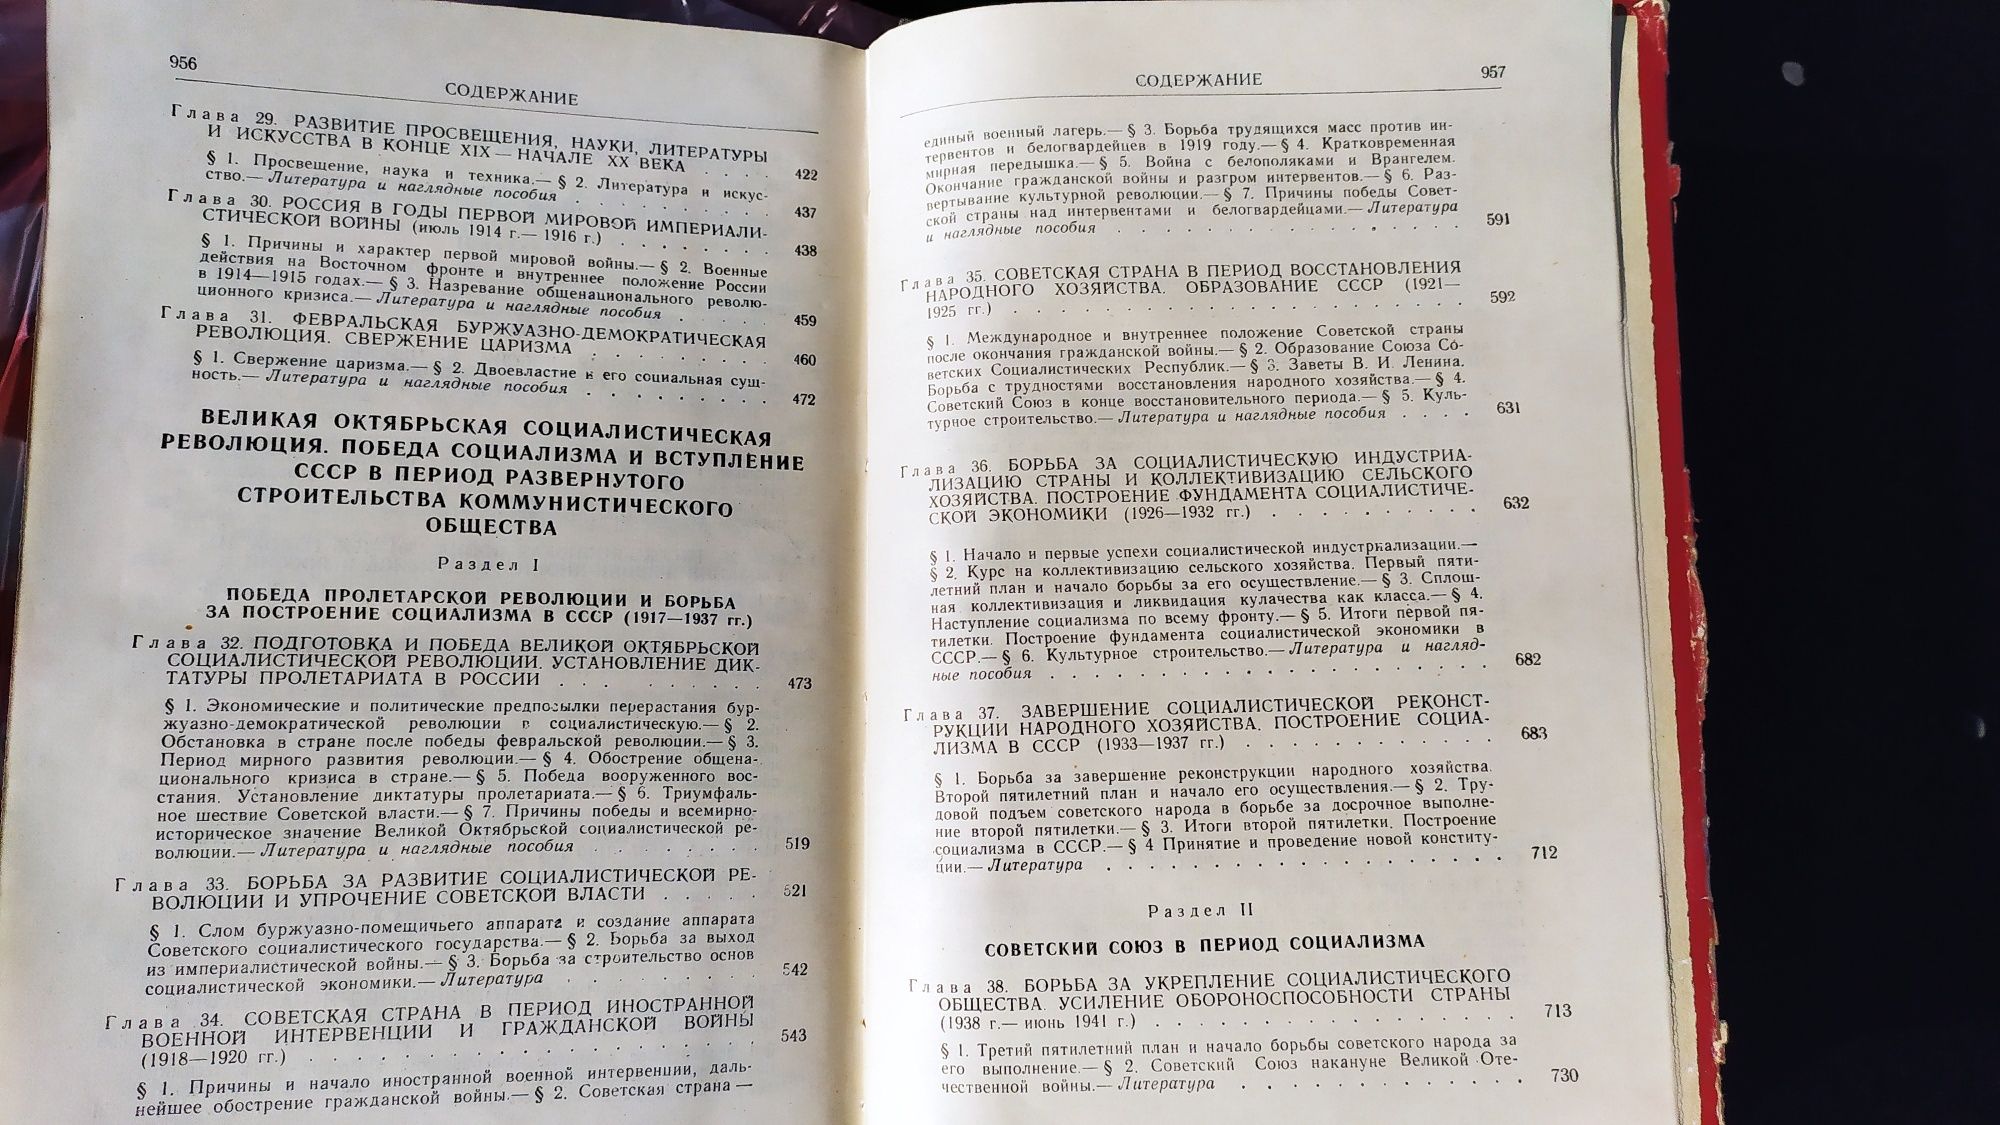 956
СОДЕРЖАНИЕ
Глава 29. РАЗВИТИЕ ПРОСВЕЩЕНИЯ, НАУКИ, ЛИТЕРАТУРЫ
И ИСКУССТВА В КОНЦЕ XIX — НАЧАЛЕ XX ВЕКА . . . . 422
§ 1. Просвещение, наука и техника.— § 2. Литература и искус-
ство.— Литература и наглядные пособия . . . . . . . . . . 437
Глава 30. РОССИЯ В ГОДЫ ПЕРВОЙ МИРОВОЙ ИМПЕРИАЛИ-
СТИЧЕСКОЙ ВОЙНЫ (июль 1914 г.— 1916 г.) . . . . . . . 438
§ 1. Причины и характер первой мировой войны.— § 2. Военные
действия на Восточном фронте и внутреннее положение России
в 1914—1915 годах.— § 3. Назревание общенационального револю-
ционного кризиса.— Литература и наглядные пособия . . . . . 459
Глава 31. ФЕВРАЛЬСКАЯ БУРЖУАЗНО-ДЕМОКРАТИЧЕСКАЯ
РЕВОЛЮЦИЯ. СВЕРЖЕНИЕ ЦАРИЗМА . . . . . . . . 460
§ 1. Свержение царизма.— § 2. Двоевластие и его социальная сущ-
ность.— Литература и наглядные пособия . . . . . . . . . 472
ВЕЛИКАЯ ОКТЯБРЬСКАЯ СОЦИАЛИСТИЧЕСКАЯ
РЕВОЛЮЦИЯ. ПОБЕДА СОЦИАЛИЗМА И ВСТУПЛЕНИЕ
СССР В ПЕРИОД РАЗВЕРНУТОГО
СТРОИТЕЛЬСТВА КОММУНИСТИЧЕСКОГО
ОБЩЕСТВА
Раздел I
ПОБЕДА ПРОЛЕТАРСКОЙ РЕВОЛЮЦИИ И БОРЬБА
ЗА ПОСТРОЕНИЕ СОЦИАЛИЗМА В СССР (1917—1937 гг.)
Глава 32. ПОДГОТОВКА И ПОБЕДА ВЕЛИКОЙ ОКТЯБРЬСКОЙ
СОЦИАЛИСТИЧЕСКОЙ РЕВОЛЮЦИИ. УСТАНОВЛЕНИЕ ДИК-
ТАТУРЫ ПРОЛЕТАРИАТА В РОССИИ . . . . . . . . . . 473
§ 1. Экономические и политические предпосылки перерастания бур-
жуазно-демократической революции в социалистическую.— § 2.
Обстановка в стране после победы февральской революции.— § 3.
Период мирного развития революции.— § 4. Обострение общена-
ционального кризиса в стране.— § 5. Победа вооруженного вос-
стания. Установление диктатуры пролетариата.— § 6. Триумфаль-
ное шествие Советской власти.— § 7. Причины победы и всемирно-
историческое значение Великой Октябрьской социалистической ре-
волюции.— Литература и наглядные пособия . . . . . . . . 519
Глава 33. БОРЬБА ЗА РАЗВИТИЕ СОЦИАЛИСТИЧЕСКОЙ РЕ-
ВОЛЮЦИИ И УПРОЧЕНИЕ СОВЕТСКОЙ ВЛАСТИ . . . . . 521
§ 1. Слом буржуазно-помещичьего аппарата и создание аппарата
Советского социалистического государства.— § 2. Борьба за выход
из империалистической войны.— § 3. Борьба за строительство основ
социалистической экономики.— Литература . . . . . . . . 542
Глава 34. СОВЕТСКАЯ СТРАНА В ПЕРИОД ИНОСТРАННОЙ
ВОЕННОЙ ИНТЕРВЕНЦИИ И ГРАЖДАНСКОЙ ВОЙНЫ
(1918—1920 гг.) . . . . . . . . . . . . . . . . . . 543
§ 1. Причины и начало иностранной военной интервенции, даль-
нейшее обострение гражданской войны.— § 2. Советская страна —
957
СОДЕРЖАНИЕ
единый военный лагерь.— § 3. Борьба трудящихся масс против ин-
тервентов и белогвардейцев в 1919 году.— § 4. Кратковременная
мирная передышка.— § 5. Война с белополяками и Врангелем.
Окончание гражданской войны и разгром интервентов.— § 6. Раз-
вертывание культурной революции.— § 7. Причины победы Совет-
ской страны над интервентами и белогвардейцами.— Литература
и наглядные пособия . . . . . . . . . . . . . . . 591
Глава 35. СОВЕТСКАЯ СТРАНА В ПЕРИОД ВОССТАНОВЛЕНИЯ
НАРОДНОГО ХОЗЯЙСТВА. ОБРАЗОВАНИЕ СССР (1921—
1925 гг.) . . . . . . . . . . . . . . . . . . . 592
§ 1. Международное и внутреннее положение Советской страны
после окончания гражданской войны.— § 2. Образование Союза Со-
ветских Социалистических Республик.— § 3. Заветы В. И. Ленина.
Борьба с трудностями восстановления народного хозяйства.— § 4.
Советский Союз в конце восстановительного периода.— § 5. Куль-
турное строительство.— Литература и наглядные пособия . . . . 631
Глава 36. БОРЬБА ЗА СОЦИАЛИСТИЧЕСКУЮ ИНДУСТРИА-
ЛИЗАЦИЮ СТРАНЫ И КОЛЛЕКТИВИЗАЦИЮ СЕЛЬСКОГО
ХОЗЯЙСТВА. ПОСТРОЕНИЕ ФУНДАМЕНТА СОЦИАЛИСТИЧЕ-
СКОЙ ЭКОНОМИКИ (1926—1932 гг.) . . . . . . . . . 632
§ 1. Начало и первые успехи социалистической индустриализации.—
§ 2. Курс на коллективизацию сельского хозяйства. Первый пяти-
летний план и начало борьбы за его осуществление.— § 3. Сплош-
ная коллективизация и ликвидация кулачества как класса.— § 4.
Наступление социализма по всему фронту.— § 5. Итоги первой пя-
тилетки. Построение фундамента социалистической экономики в
СССР.— § 6. Культурное строительство.— Литература и нагляд-
ные пособия . . . . . . . . . . . . . . . . . . 682
Глава 37. ЗАВЕРШЕНИЕ СОЦИАЛИСТИЧЕСКОЙ РЕКОНСТ-
РУКЦИИ НАРОДНОГО ХОЗЯЙСТВА. ПОСТРОЕНИЕ СОЦИА-
ЛИЗМА В СССР (1933—1937 гг.) . . . . . . . . . . . 683
§ 1. Борьба за завершение реконструкции народного хозяйства.
Второй пятилетний план и начало его осуществления.— § 2. Тру-
довой подъем советского народа в борьбе за досрочное выполне-
ние второй пятилетки.— § 3. Итоги второй пятилетки. Построение
социализма в СССР.— § 4 Принятие и проведение новой конститу-
ции.— Литература . . . . . . . . . . . . . . . . . 712
Раздел II
СОВЕТСКИЙ СОЮЗ В ПЕРИОД СОЦИАЛИЗМА
Глава 38. БОРЬБА ЗА УКРЕПЛЕНИЕ СОЦИАЛИСТИЧЕСКОГО
ОБЩЕСТВА. УСИЛЕНИЕ ОБОРОНОСПОСОБНОСТИ СТРАНЫ
(1938 г.— июнь 1941 г.) . . . . . . . . . . . . . . . 713
§ 1. Третий пятилетний план и начало борьбы советского народа за
его выполнение.— § 2. Советский Союз накануне Великой Оте-
чественной войны.— Литература . . . . . . . . . . . . . 730